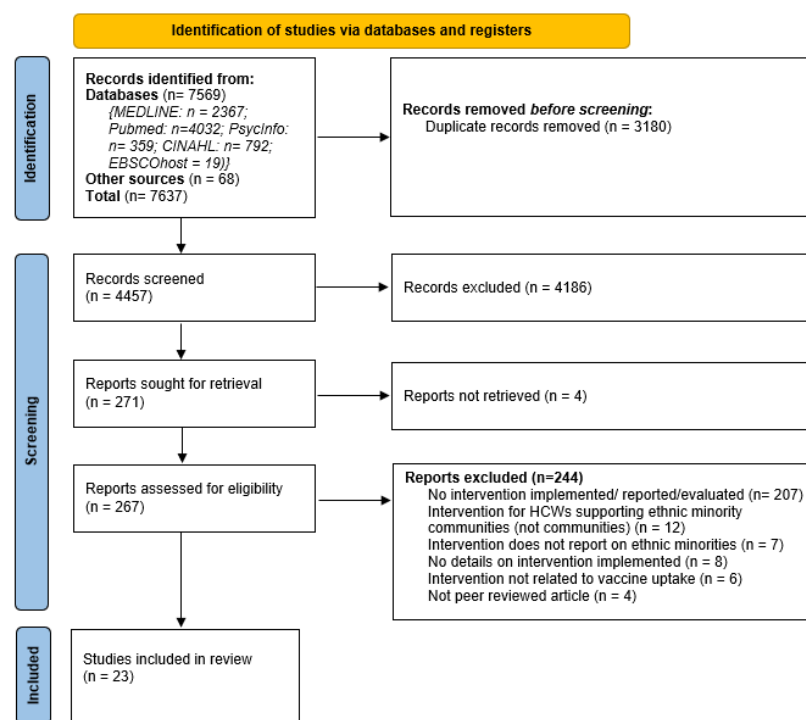 Identification of studies via databases and registers
Identification
Records identified from:
Databases (n= 7569)
{MEDLINE: n = 2367;
Pubmed: n=4032; PsycInfo:
n= 359; CINAHL: n= 792;
EBSCOhost = 19)}
Other sources (n = 68)
Total (n= 7637)
Records removed before screening:
Duplicate records removed (n = 3180)
Screening
Records screened
(n = 4457)
Records excluded (n = 4186)
Reports sought for retrieval
(n = 271)
Reports not retrieved (n = 4)
Reports assessed for eligibility
(n = 267)
Reports excluded (n=244)
No intervention implemented/ reported/evaluated (n= 207)
Intervention for HCWs supporting ethnic minority
communities (not communities) (n = 12)
Intervention does not report on ethnic minorities (n = 7)
No details on intervention implemented (n = 8)
Intervention not related to vaccine uptake (n = 6)
Not peer reviewed article (n = 4)
Included
Studies included in review
(n = 23)